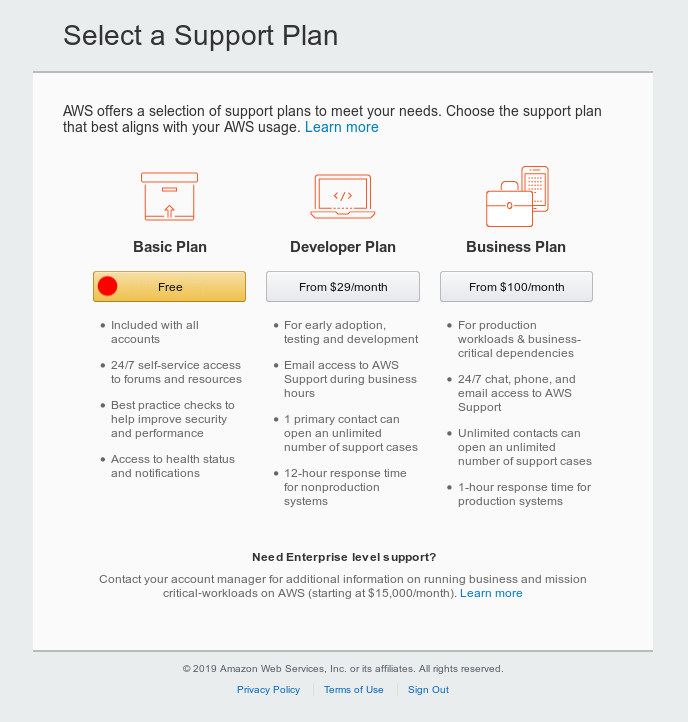 Select a Support Plan
AWS offers a selection of support plans to meet your needs. Choose the support plan
that best aligns with your AWS usage. Learn more
</>
Basic Plan
Free
Included with all
accounts
24/7 self-service access
to forums and resources
Best practice checks to
help improve security
and performance
Access to health status
and notifications
Developer Plan
From $29/month
For early adoption,
testing and development
Email access to AWS
Support during business
hours
1 primary contact can
open an unlimited
number of support cases
12-hour response time
for nonproduction
systems
Business Plan
From $100/month
For production
workloads & business-
critical dependencies
24/7 chat, phone, and
email access to AWS
Support
Unlimited contacts can
open an unlimited
number of support cases
1-hour response time for
production systems
Need Enterprise level support?
Contact your account manager for additional information on running business and mission
critical-workloads on AWS (starting at $15,000/month). Learn more
© 2019 Amazon Web Services, Inc. or its affiliates. All rights reserved.
Privacy Policy | Terms of Use | Sign Out